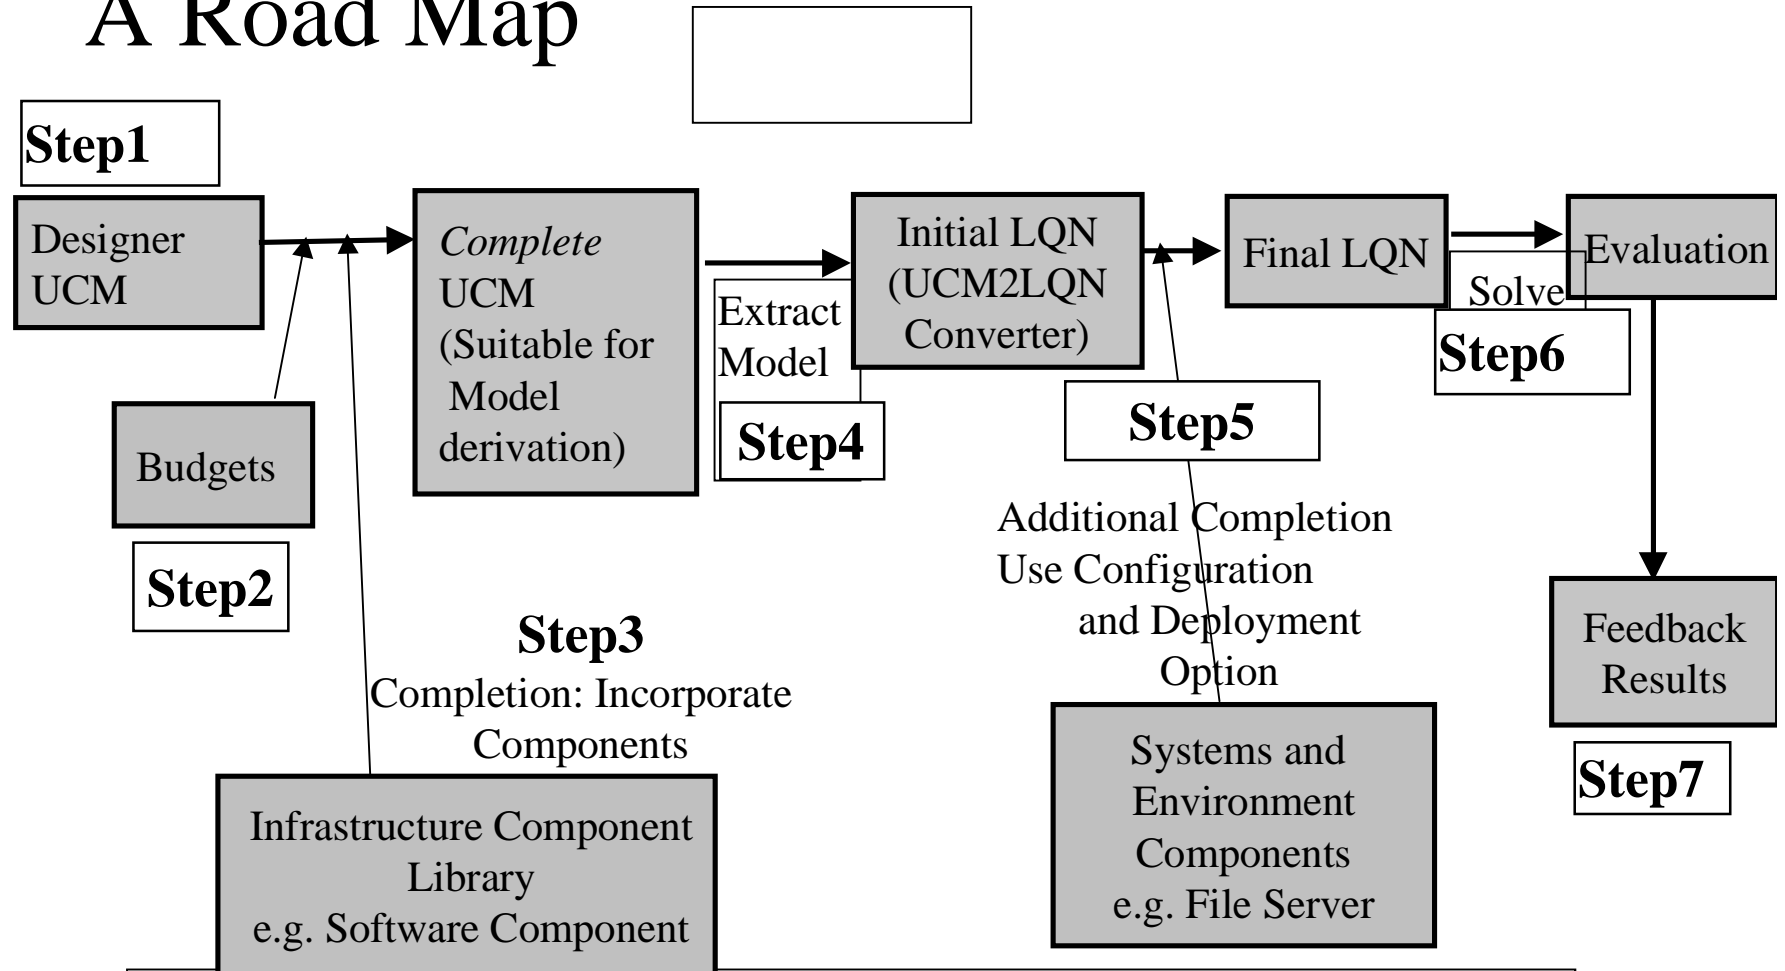 A Road Map
Step1
Designer
UCM
Complete
UCM
(Suitable for
Model
derivation)
Extract
Model
Step4
Initial LQN
(UCM2LQN
Converter)
Final LQN
Solve
Step6
Evaluation
Budgets
Step2
Step5
Additional Completion
Use Configuration
and Deployment
Option
Step3
Completion: Incorporate
Components
Infrastructure Component
Library
e.g. Software Component
Systems and
Environment
Components
e.g. File Server
Feedback
Results
Step7